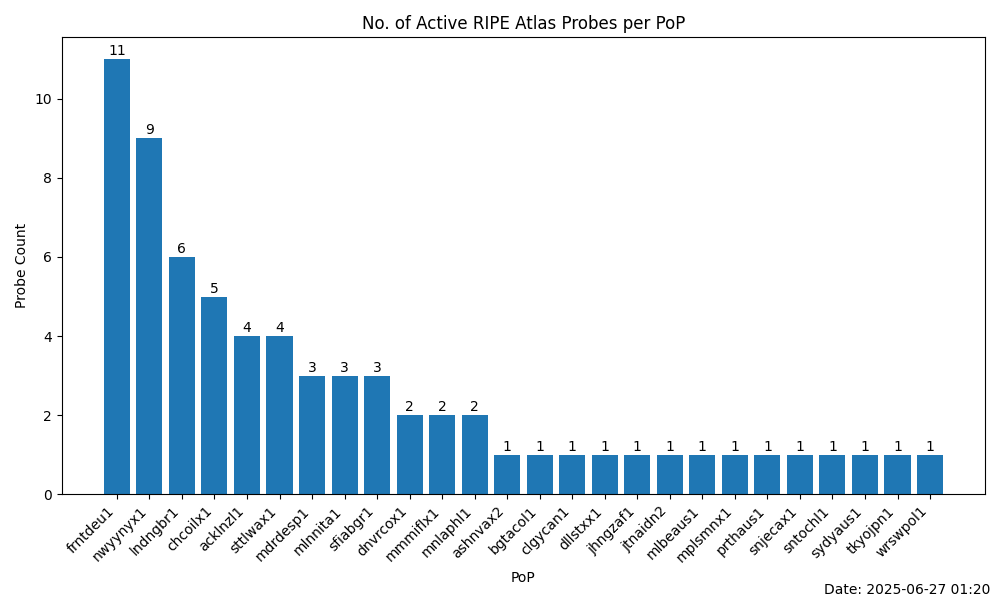 No. of Active RIPE Atlas Probes per PoP
Probe Count
10
8
6
4
2
0
11
9
6
5
4
4
3
3
3
2
2
2
1
1
1
1
1
1
1
1
1
1
1
1
1
1
frntdeu1
nwyynyx1
lndngbr1
chcoilx1
acklnzl1
sttlwax1
mdrdesp1
mlnnita1
sfiabgr1
dnvrcox1
mmmiflx1
mnlaphl1
ashnvax2
bgtacol1
clgycan1
dllstxx1
jhngzaf1
jtnaidn2
mlbeaus1
mplsmnx1
prthaus1
snjecax1
sntochl1
sydyaus1
tkyojpn1
wrswpol1
PoP
Date: 2025-06-27 01:20